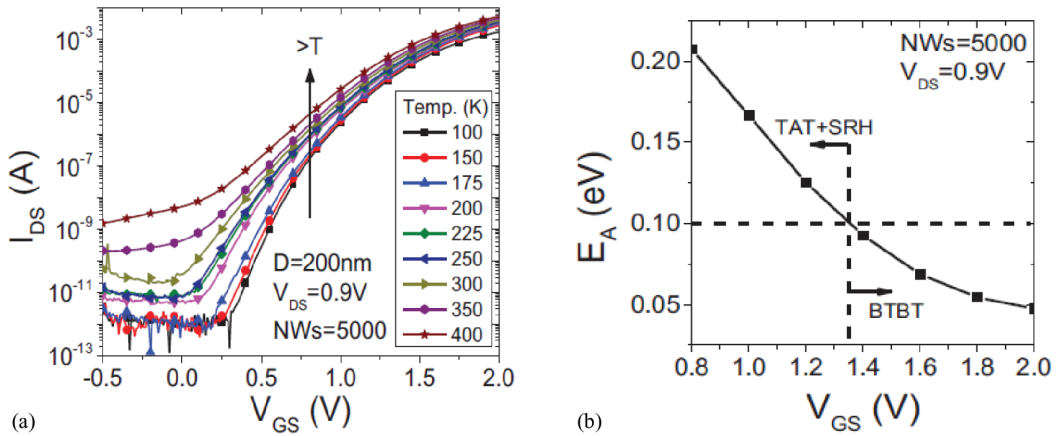 10⁻³
10⁻⁵
10⁻⁷
10⁻⁹
10⁻¹¹
10⁻¹³
I_DS (A)
>T
Temp. (K)
100
150
175
200
225
250
300
350
400
D=200nm
V_DS=0.9V
NWs=5000
-0.5 0.0 0.5 1.0 1.5 2.0
V_GS (V)
(a)
0.20
0.15
0.10
0.05
E_A (eV)
NWs=5000
V_DS=0.9V
TAT+SRH
BTBT
0.8 1.0 1.2 1.4 1.6 1.8 2.0
V_GS (V)
(b)